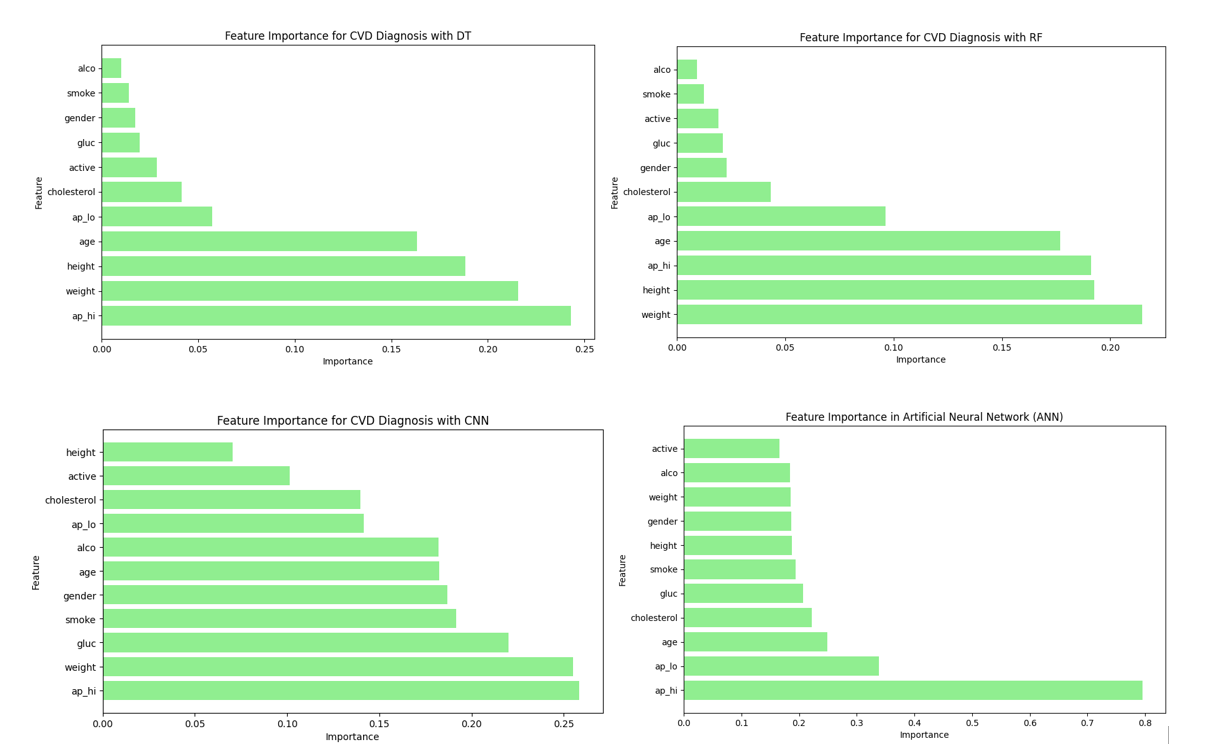 Feature Importance for CVD Diagnosis with DT
Feature
alco
smoke
gender
gluc
active
cholesterol
ap_lo
age
height
weight
ap_hi
0.00 0.05 0.10 0.15 0.20 0.25
Importance
Feature Importance for CVD Diagnosis with RF
Feature
alco
smoke
active
gluc
gender
cholesterol
ap_lo
age
ap_hi
height
weight
0.00 0.05 0.10 0.15 0.20
Importance
Feature Importance for CVD Diagnosis with CNN
Feature
height
active
cholesterol
ap_lo
alco
age
gender
smoke
gluc
weight
ap_hi
0.00 0.05 0.10 0.15 0.20 0.25
Importance
Feature Importance in Artificial Neural Network (ANN)
Feature
active
alco
weight
gender
height
smoke
gluc
cholesterol
age
ap_lo
ap_hi
0.0 0.1 0.2 0.3 0.4 0.5 0.6 0.7 0.8
Importance